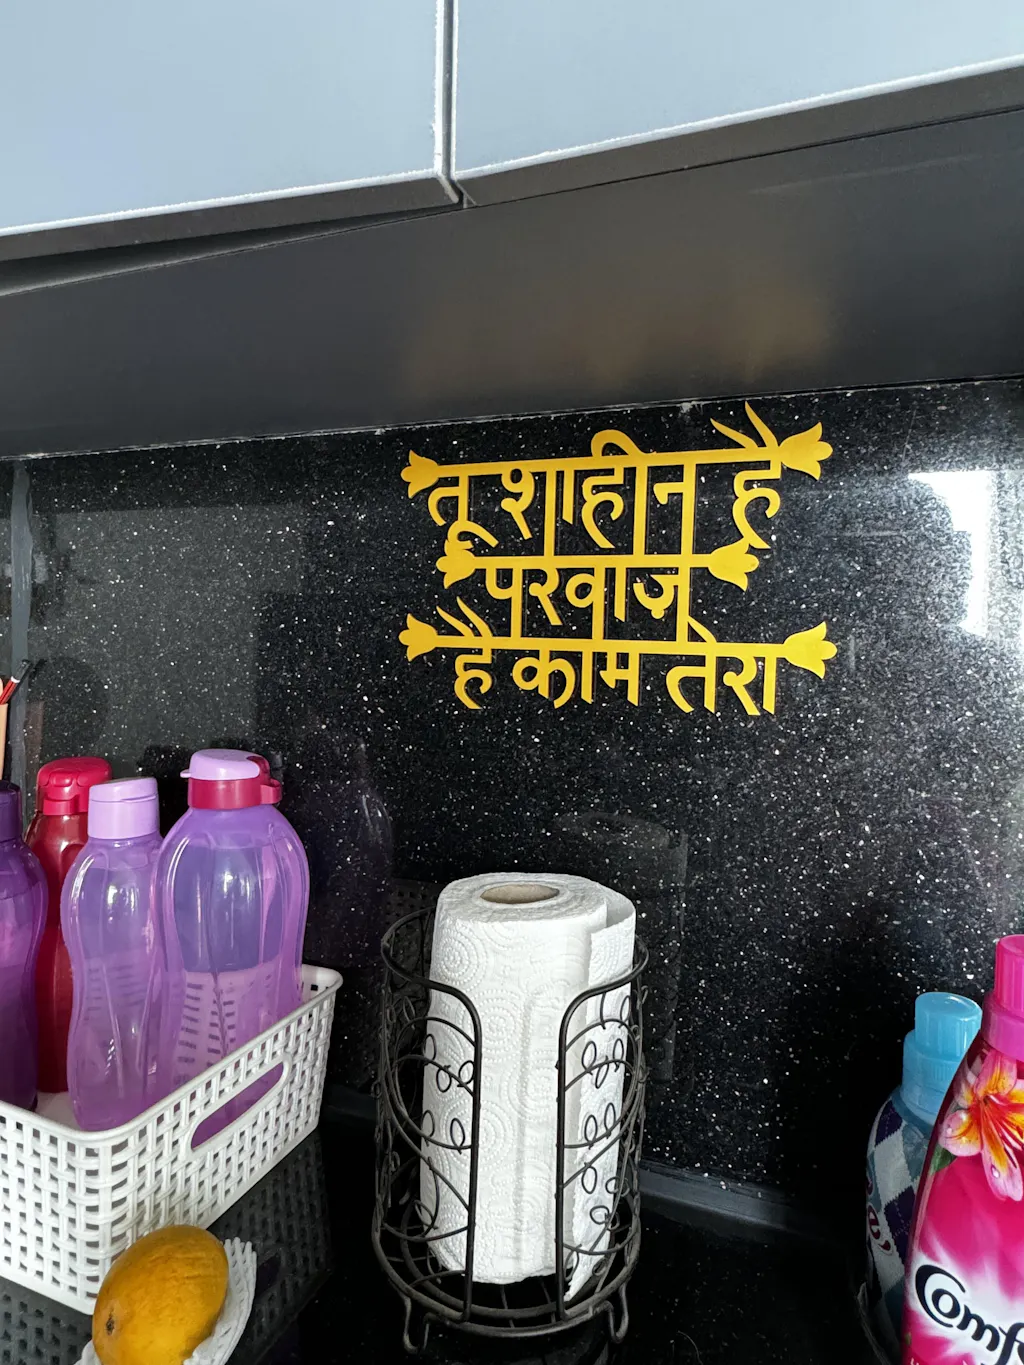 तू शाहीन है
परवाज़
है काम तेरा